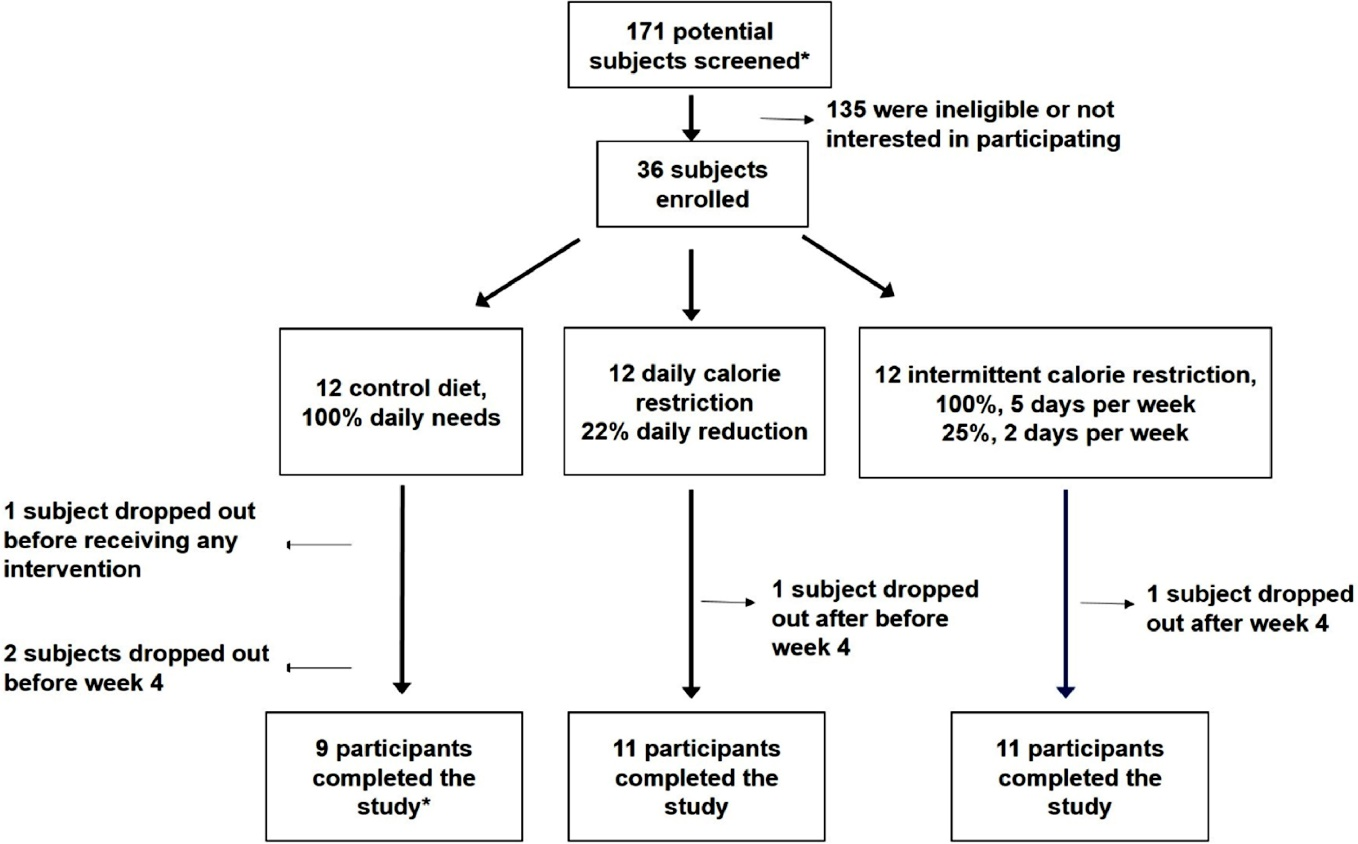 171 potential
subjects screened*
135 were ineligible or not
interested in participating
36 subjects
enrolled
12 control diet,
100% daily needs
12 daily calorie
restriction
22% daily reduction
12 intermittent calorie restriction,
100%, 5 days per week
25%, 2 days per week
1 subject dropped out
before receiving any
intervention
2 subjects dropped out
before week 4
1 subject dropped
out after before
week 4
1 subject dropped
out after week 4
9 participants
completed the
study*
11 participants
completed the
study
11 participants
completed the
study